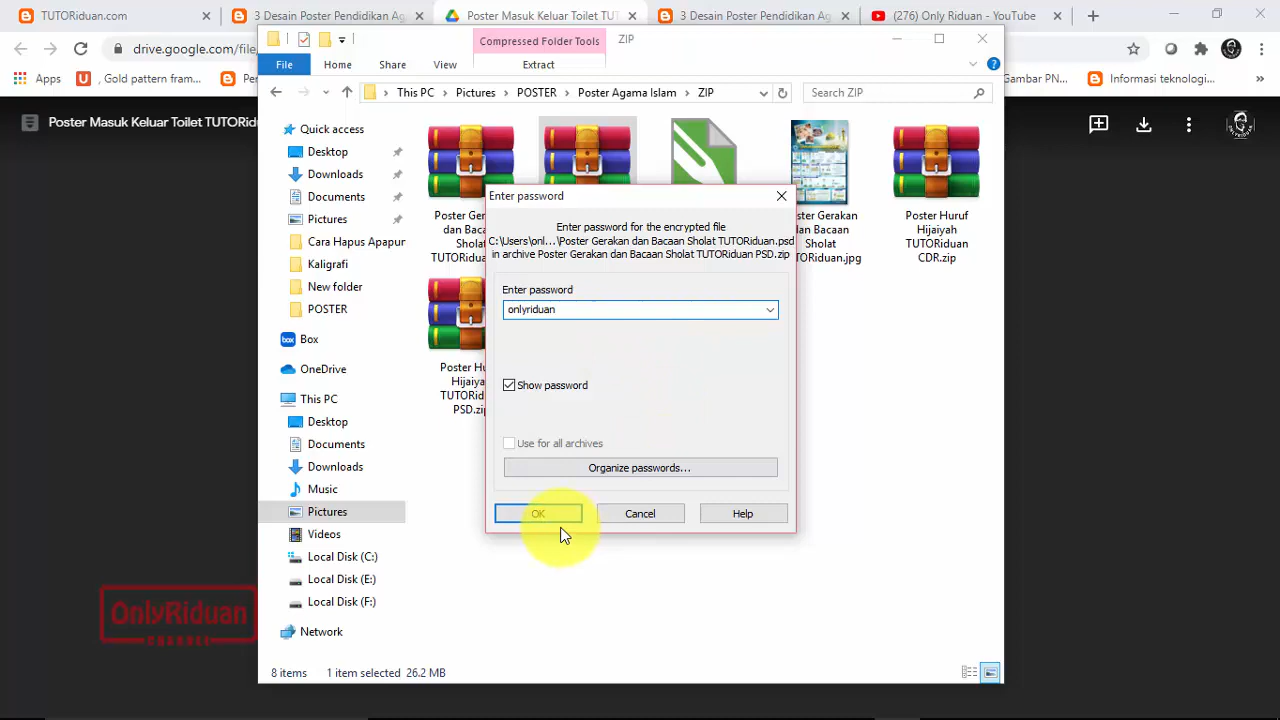 TUTORiduan.com
3 Desain Poster Pendidikan Ag
Poster Masuk Keluar Toilet TUT
3 Desain Poster Pendidikan Ag
(276) Only Riduan - YouTube
drive.google.com/file
Apps
, Gold pattern fram...
Gambar PN...
Informasi teknologi...
Poster Masuk Keluar Toilet TUTORidu
Compressed Folder Tools
ZIP
File
Home
Share
View
Extract
This PC
Pictures
POSTER
Poster Agama Islam
ZIP
Search ZIP
Quick access
Desktop
Downloads
Documents
Pictures
Cara Hapus Apapur
Kaligrafi
New folder
POSTER
Box
OneDrive
This PC
Desktop
Documents
Downloads
Music
Pictures
Videos
Local Disk (C:)
Local Disk (E:)
Local Disk (F:)
Network
Poster Ge
dan Baca
Sholat
TUTORidua
ster Gerakan
dan Bacaan
Sholat
TORiduan.jpg
Poster Huruf
Hijaiyah
TUTORiduan
CDR.zip
Poster Hu
Hijaiya
TUTORid
PSD.zip
Enter password
Enter password for the encrypted file
C:\Users\onl...\Poster Gerakan dan Bacaan Sholat TUTORiduan.psd
in archive Poster Gerakan dan Bacaan Sholat TUTORiduan PSD.zip
Enter password
onlyriduan
Show password
Use for all archives
Organize passwords...
OK
Cancel
Help
OnlyRiduan
CHANNEL
8 items
1 item selected 26.2 MB